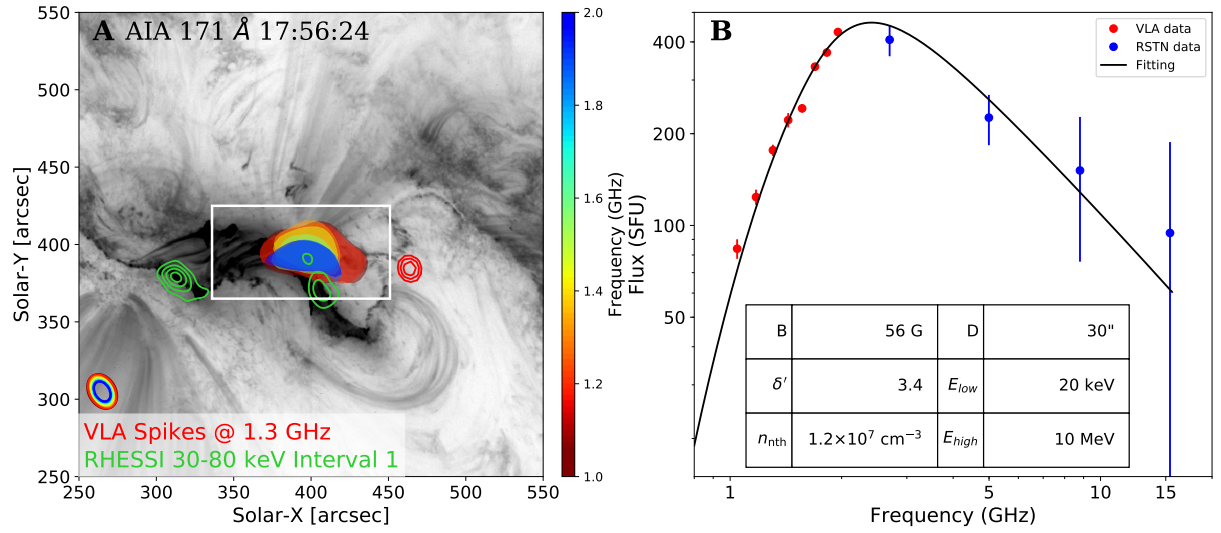 A AIA 171 Å 17:56:24
550
500
450
400
350
300
250
Solar-Y [arcsec]
250 300 350 400 450 500 550
Solar-X [arcsec]
VLA Spikes @ 1.3 GHz
RHESSI 30-80 keV Interval 1
2.0
1.8
1.6
1.4
1.2
1.0
Frequency (GHz)
B
VLA data
RSTN data
Fitting
400
200
100
50
Flux (SFU)
B 56 G D 30"
δ′ 3.4 E_low 20 keV
n_nth 1.2×10⁷ cm⁻³ E_high 10 MeV
1 5 10 15
Frequency (GHz)